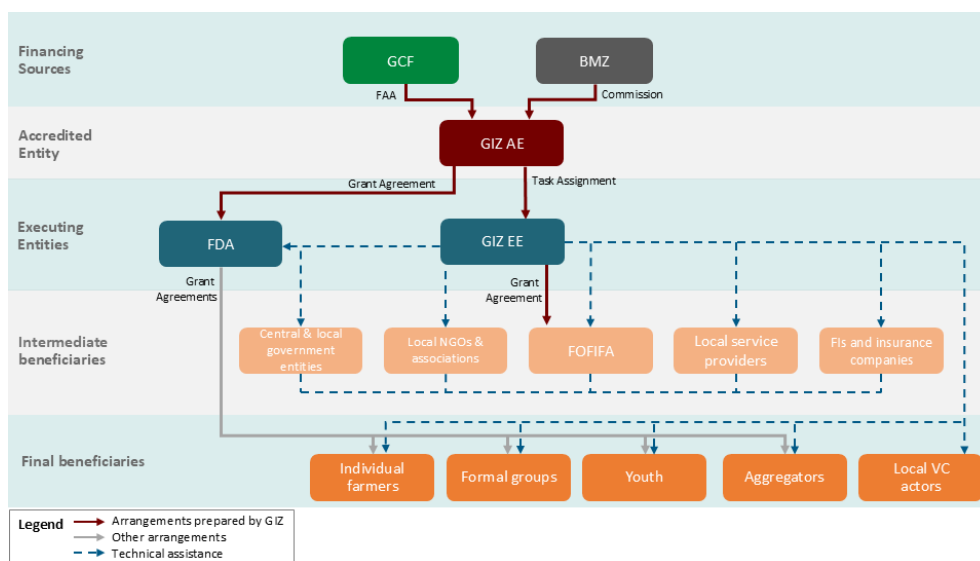 Financing
Sources
GCF
BMZ
FAA
Commission
Accredited
Entity
GIZ AE
Grant Agreement
Task Assignment
Executing
Entities
FDA
GIZ EE
Grant
Agreements
Grant
Agreement
Intermediate
beneficiaries
Central & local
government
entities
Local NGOs &
associations
FOFIFA
Local service
providers
FIs and insurance
companies
Final beneficiaries
Individual
farmers
Formal groups
Youth
Aggregators
Local VC
actors
Legend
Arrangements prepared by GIZ
Other arrangements
Technical assistance